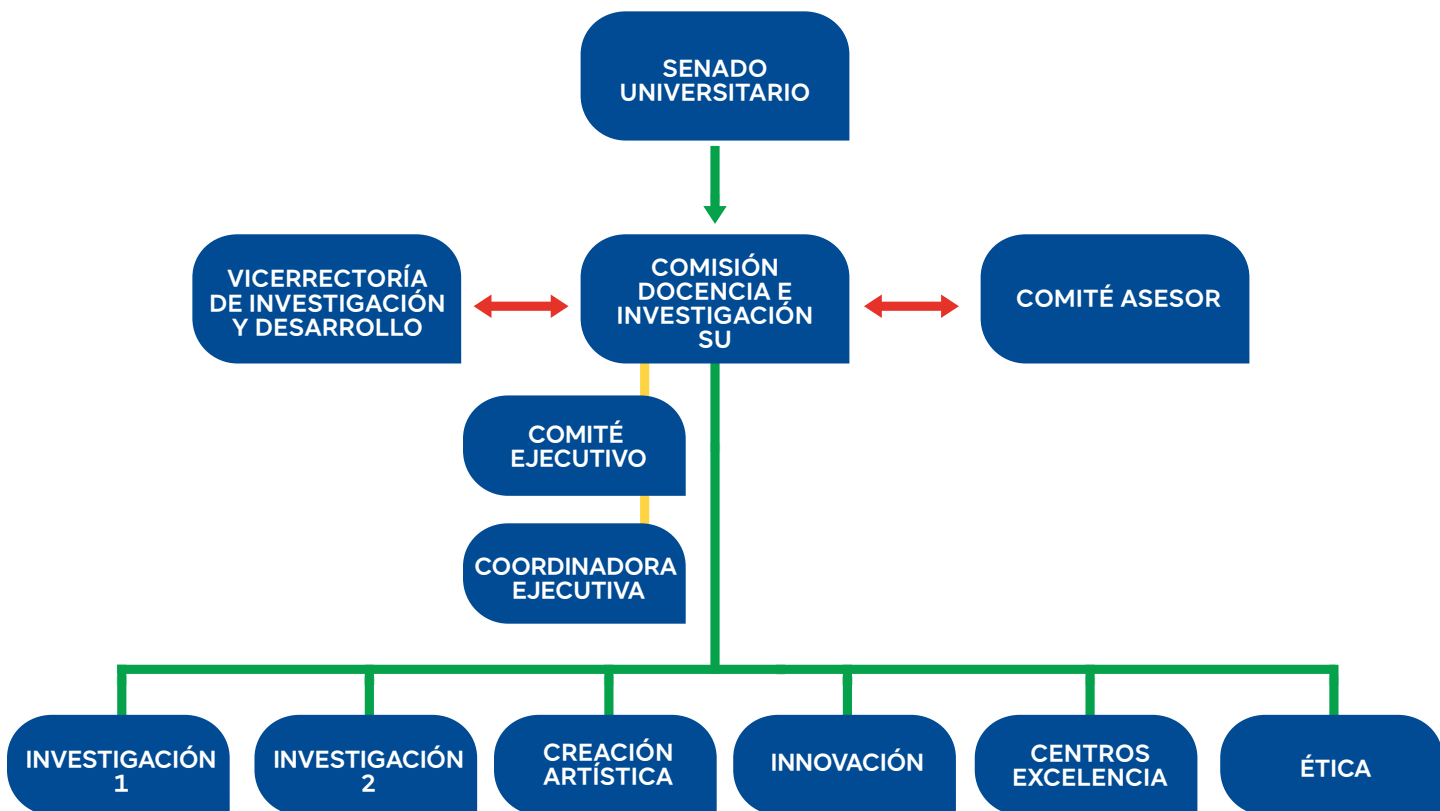 SENADO
UNIVERSITARIO
VICERRECTORÍA
DE INVESTIGACIÓN
Y DESARROLLO
COMISIÓN
DOCENCIA E
INVESTIGACIÓN
SU
COMITÉ ASESOR
COMITÉ
EJECUTIVO
COORDINADORA
EJECUTIVA
INVESTIGACIÓN
1
INVESTIGACIÓN
2
CREACIÓN
ARTÍSTICA
INNOVACIÓN
CENTROS
EXCELENCIA
ÉTICA